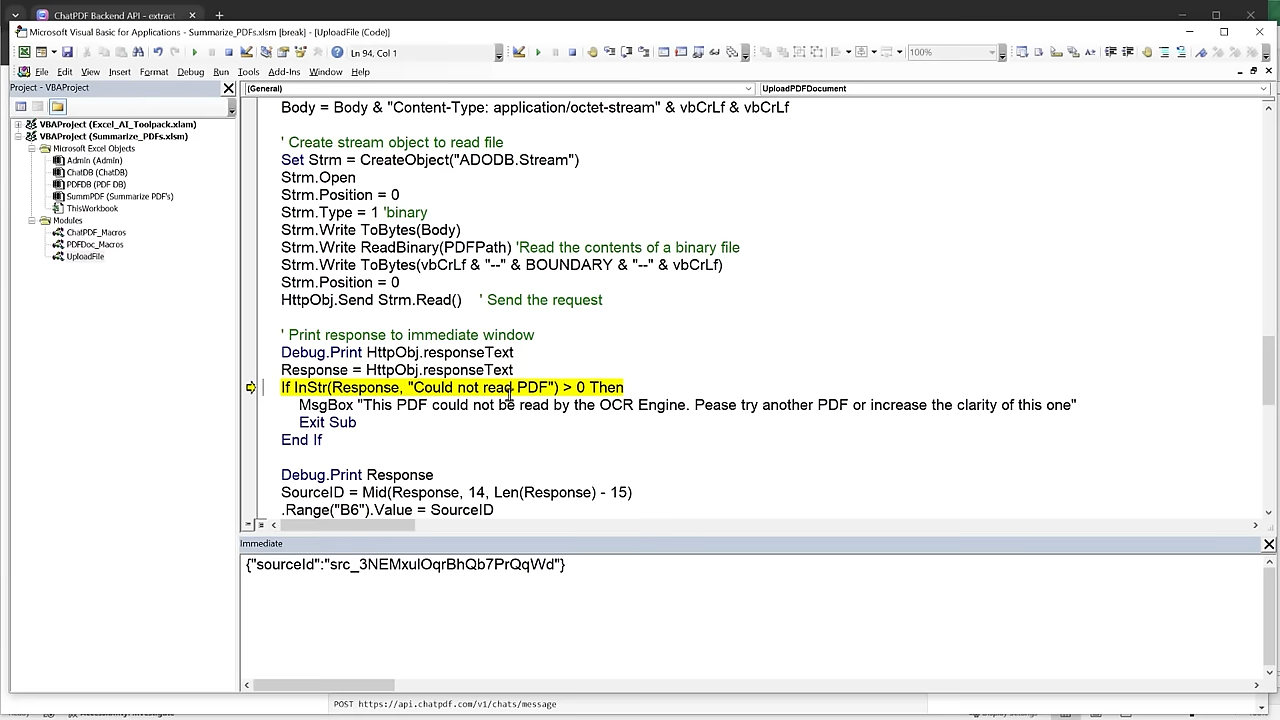 ChatPDF Backend API - extract
Microsoft Visual Basic for Applications - Summarize_PDFs.xlsm [break] - [UploadFile (Code)]
Ln 94, Col 1
100%
File Edit View Insert Format Debug Run Tools Add-Ins Window Help
Project - VBAProject
(General)
UploadPDFDocument
VBAProject (Excel_AI_Toolpack.xlam)
VBAProject (Summarize_PDFs.xlsm)
Microsoft Excel Objects
Admin (Admin)
ChatDB (ChatDB)
PDFDB (PDF DB)
SummPDF (Summarize PDF's)
ThisWorkbook
Modules
ChatPDF_Macros
PDFDoc_Macros
UploadFile
Body = Body & "Content-Type: application/octet-stream" & vbCrLf & vbCrLf
' Create stream object to read file
Set Strm = CreateObject("ADODB.Stream")
Strm.Open
Strm.Position = 0
Strm.Type = 1 'binary
Strm.Write ToBytes(Body)
Strm.Write ReadBinary(PDFPath) 'Read the contents of a binary file
Strm.Write ToBytes(vbCrLf & "--" & BOUNDARY & "--" & vbCrLf)
Strm.Position = 0
HttpObj.Send Strm.Read() ' Send the request
' Print response to immediate window
Debug.Print HttpObj.responseText
Response = HttpObj.responseText
If InStr(Response, "Could not read PDF") > 0 Then
MsgBox "This PDF could not be read by the OCR Engine. Pease try another PDF or increase the clarity of this one"
Exit Sub
End If
Debug.Print Response
SourceID = Mid(Response, 14, Len(Response) - 15)
.Range("B6").Value = SourceID
Immediate
{"sourceId":"src_3NEMxulOqrBhQb7PrQqWd"}
POST https://api.chatpdf.com/v1/chats/message